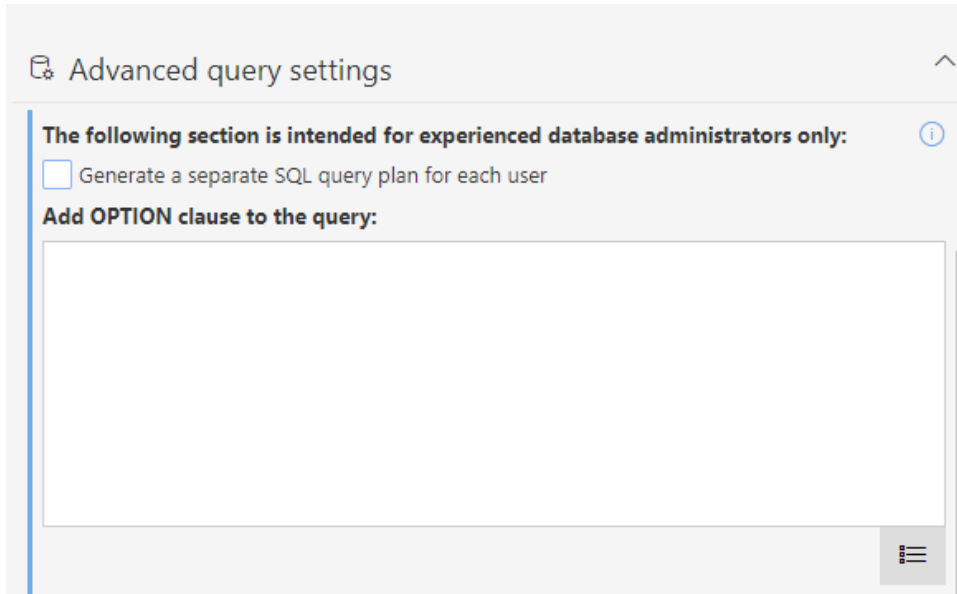 Advanced query settings
The following section is intended for experienced database administrators only:
Generate a separate SQL query plan for each user
Add OPTION clause to the query: